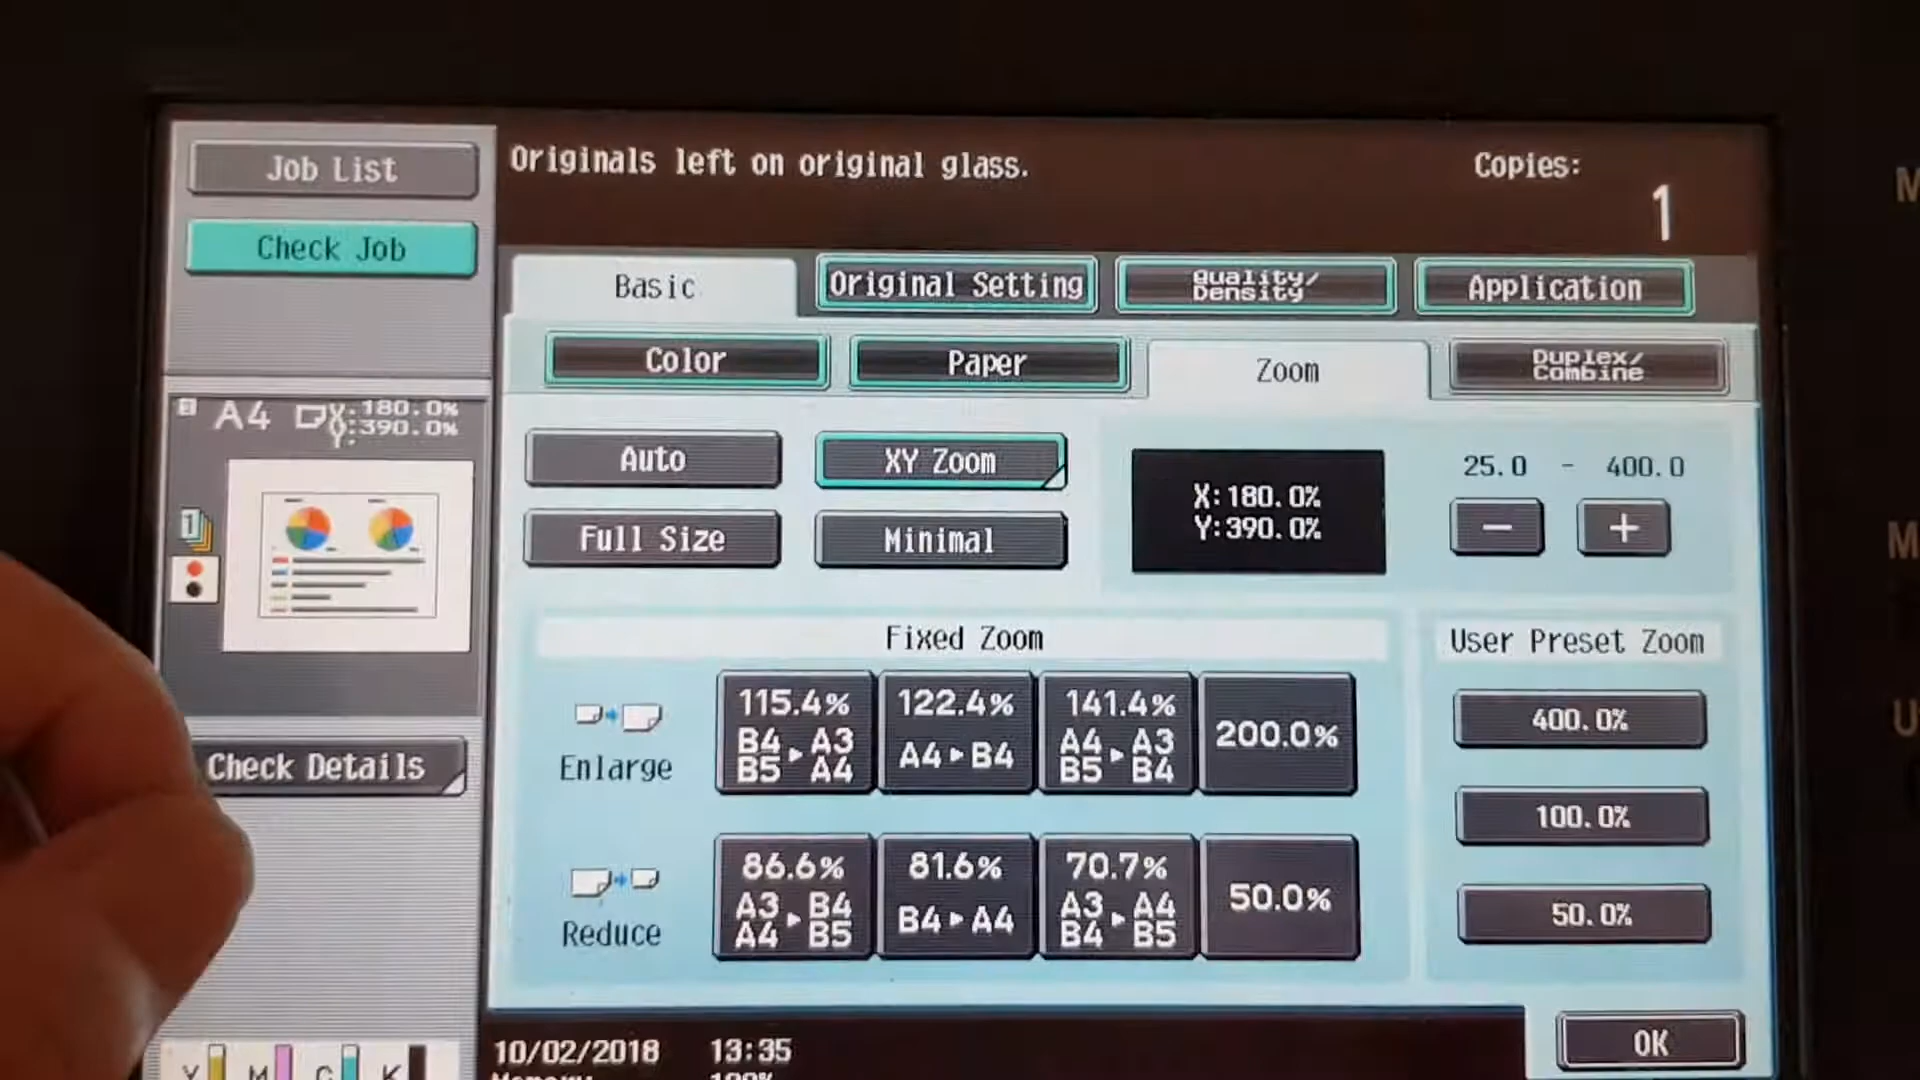 Job List
Originals left on original glass.
Copies:
1
Check Job
Basic
Original Setting
Quality/
Density
Application
Color
Paper
Zoom
Duplex/
Combine
A4
X: 180.0%
Y: 390.0%
1
Auto
XY Zoom
Full Size
Minimal
X:180.0%
Y:390.0%
25.0 - 400.0
−
+
Fixed Zoom
User Preset Zoom
Enlarge
115.4%
B4 ▸ A3
B5 A4
122.4%
A4 ▸ B4
141.4%
A4 ▸ A3
B5 B4
200.0%
400.0%
100.0%
50.0%
Check Details
Reduce
86.6%
A3 ▸ B4
A4 B5
81.6%
B4 ▸ A4
70.7%
A3 ▸ A4
B4 B5
50.0%
OK
10/02/2018 13:35
Memory: 100%
Y M C K
M
M
U